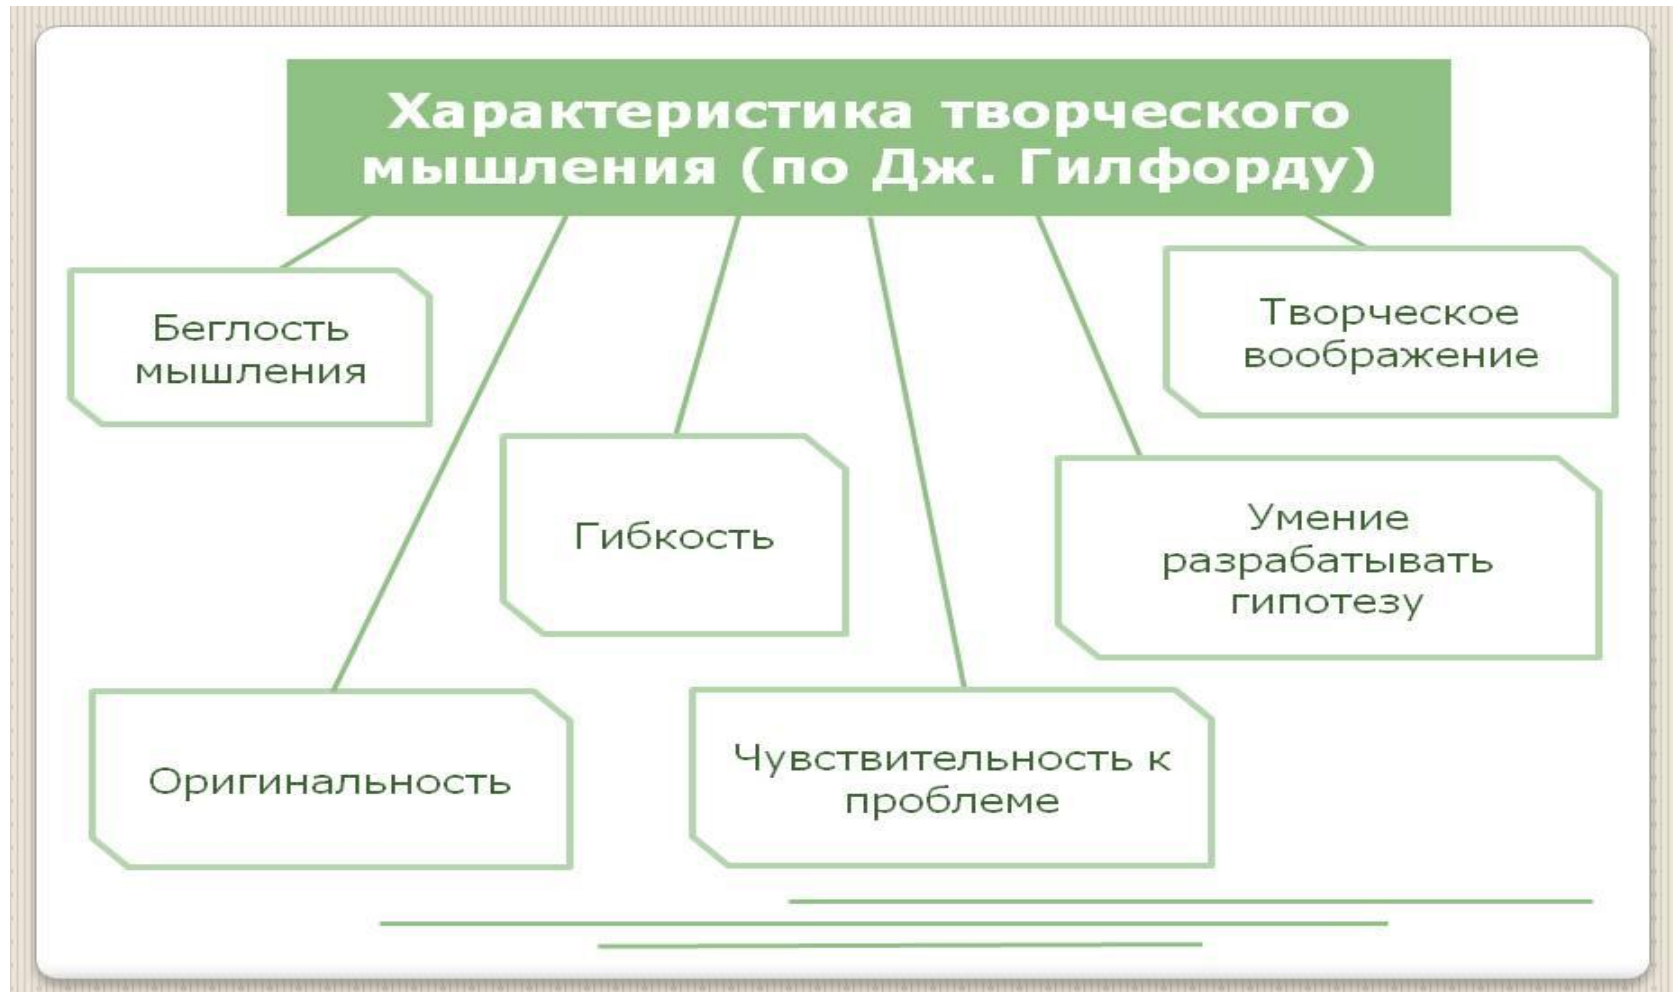 Характеристика творческого
мышления (по Дж. Гилфорду)
Беглость
мышления
Творческое
воображение
Гибкость
Умение
разрабатывать
гипотезу
Оригинальность
Чувствительность к
проблеме